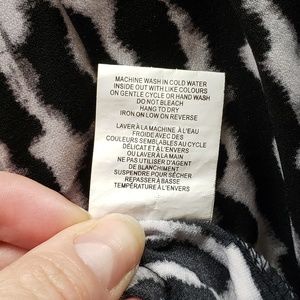 MACHINE WASH IN COLD WATER
INSIDE OUT WITH LIKE COLOURS
ON GENTLE CYCLE OR HAND WASH
DO NOT BLEACH
HANG TO DRY
IRON ON LOW ON REVERSE
LAVER À LA MACHINE À L'EAU
FROIDE AVEC DES
COULEURS SEMBLABLES AU CYCLE
DÉLICAT ET À L'ENVERS
OU LAVER À LA MAIN
NE PAS UTILISER D'AGENT
DE BLANCHIMENT
SUSPENDRE POUR SÉCHER
REPASSER À BASSE
TEMPÉRATURE À L'ENVERS